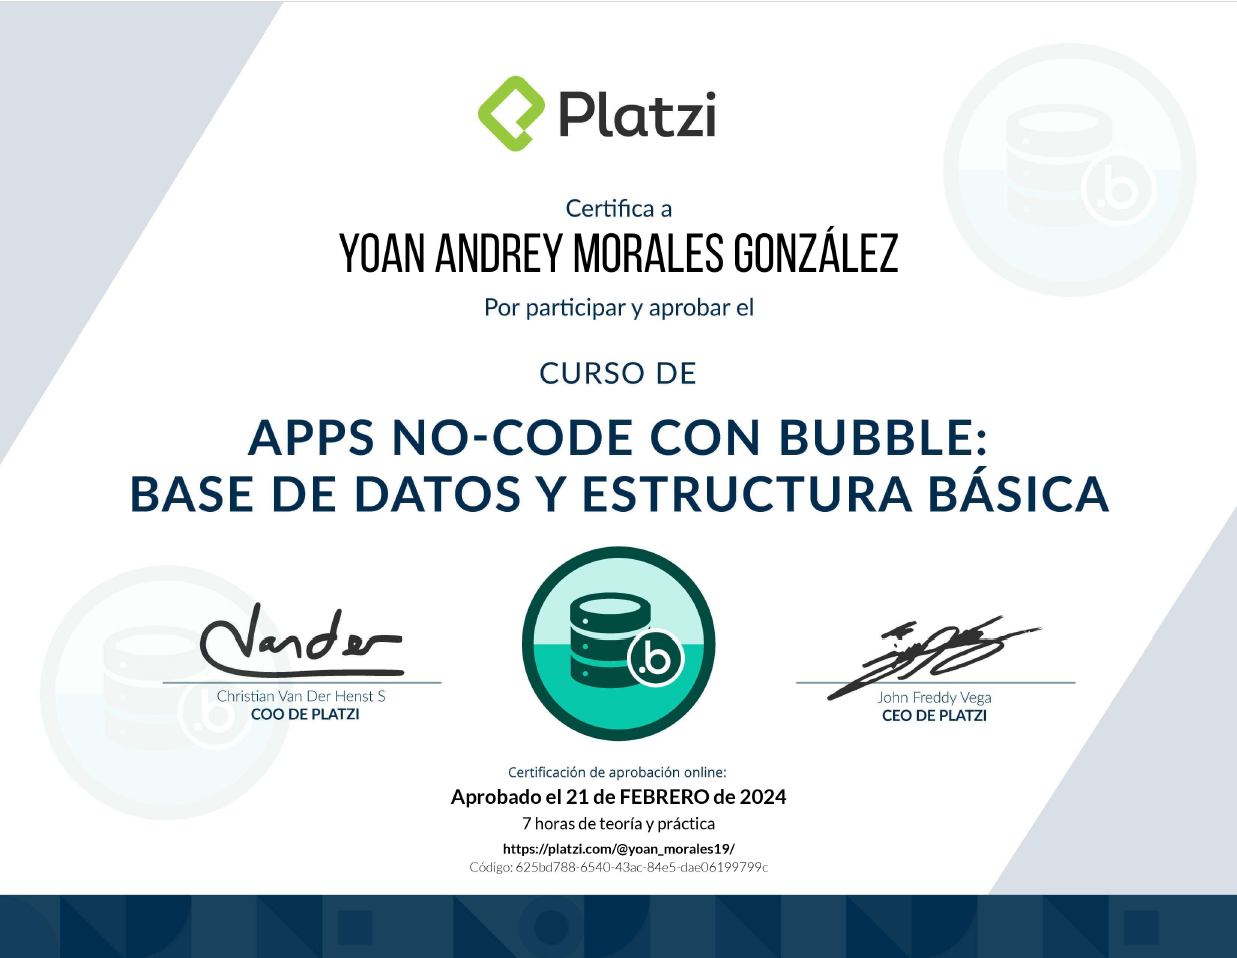 Platzi
Certifica a
YOAN ANDREY MORALES GONZÁLEZ
Por participar y aprobar el
CURSO DE
APPS NO-CODE CON BUBBLE:
BASE DE DATOS Y ESTRUCTURA BÁSICA
.b
.b
.b
Vander
Christian Van Der Henst S
COO DE PLATZI
John Freddy Vega
CEO DE PLATZI
Certificación de aprobación online:
Aprobado el 21 de FEBRERO de 2024
7 horas de teoría y práctica
https://platzi.com/@yoan_morales19/
Código: 625bd788-6540-43ac-84e5-dae06199799c